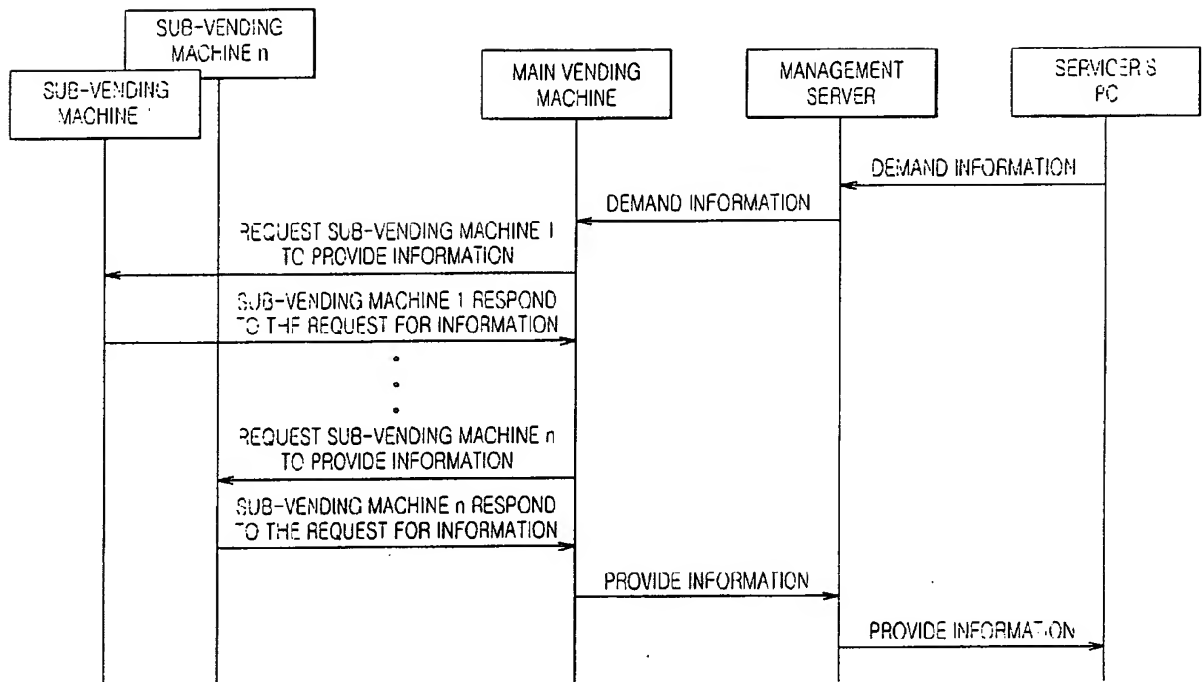 SUB-VENDING
MACHINE n
SUB-VENDING
MACHINE
MAIN VENDING
MACHINE
MANAGEMENT
SERVER
SERVICER S
PC
DEMAND INFORMATION
DEMAND INFORMATION
REQUEST SUB-VENDING MACHINE 1
TO PROVIDE INFORMATION
SUB-VENDING MACHINE 1 RESPOND
TO THE REQUEST FOR INFORMATION
REQUEST SUB-VENDING MACHINE n
TO PROVIDE INFORMATION
SUB-VENDING MACHINE n RESPOND
TO THE REQUEST FOR INFORMATION
PROVIDE INFORMATION
PROVIDE INFORMATION